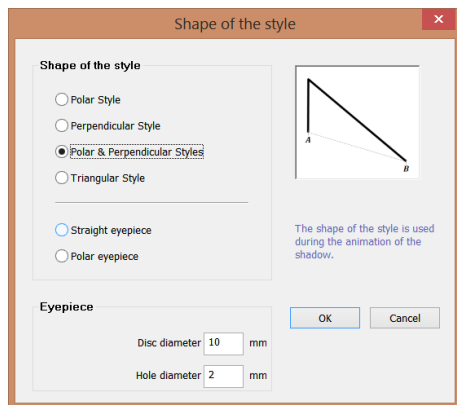 Shape of the style
x
Shape of the style
Polar Style
Perpendicular Style
Polar & Perpendicular Styles
Triangular Style
Straight eyepiece
Polar eyepiece
A
B
The shape of the style is used
during the animation of the
shadow.
OK
Cancel
Eyepiece
Disc diameter 10 mm
Hole diameter 2 mm